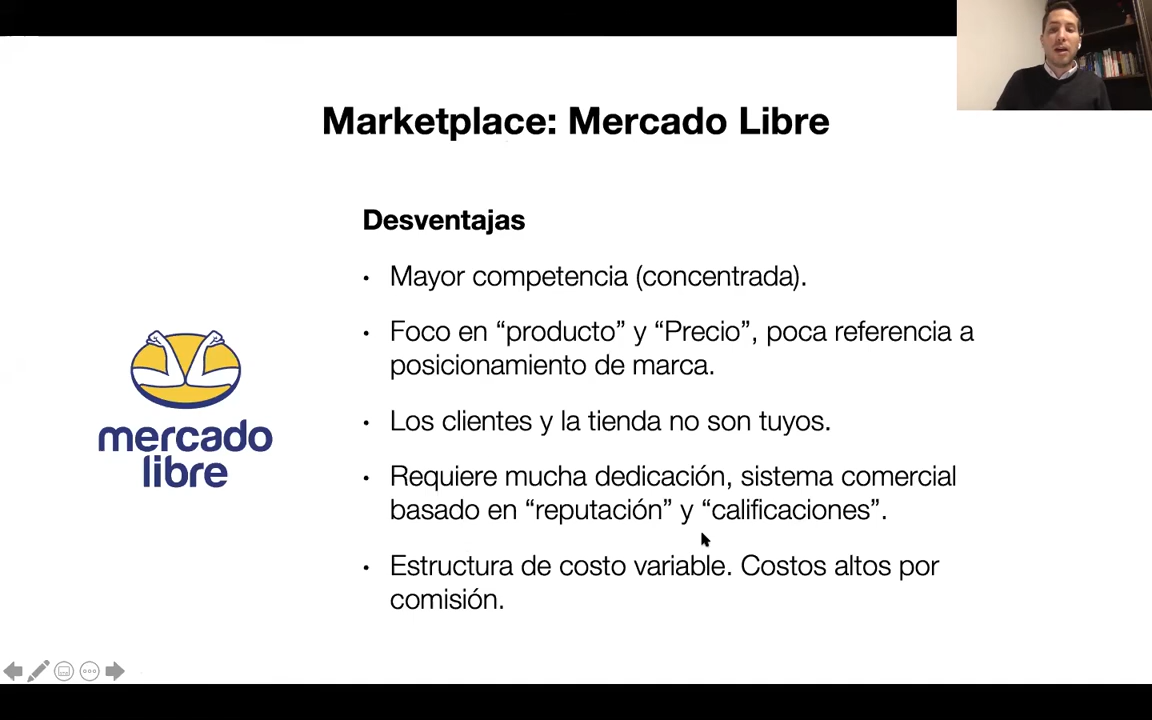 Marketplace: Mercado Libre
Desventajas
• Mayor competencia (concentrada).
• Foco en “producto” y “Precio”, poca referencia a
posicionamiento de marca.
• Los clientes y la tienda no son tuyos.
• Requiere mucha dedicación, sistema comercial
basado en “reputación” y “calificaciones”.
• Estructura de costo variable. Costos altos por
comisión.
mercado
libre